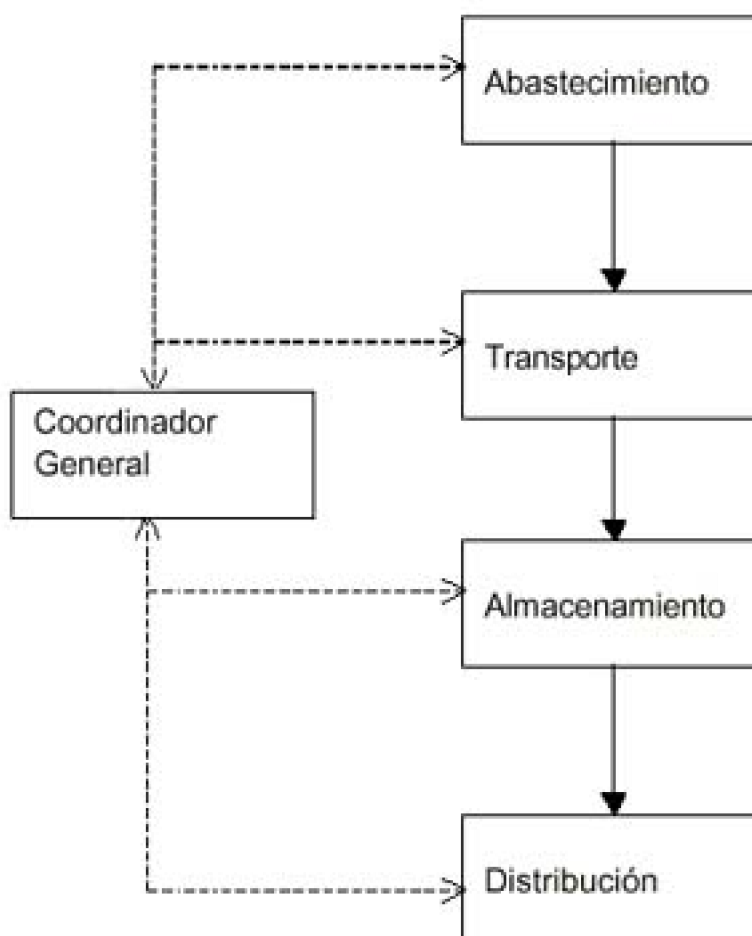 Abastecimiento
Transporte
Coordinador
General
Almacenamiento
Distribución